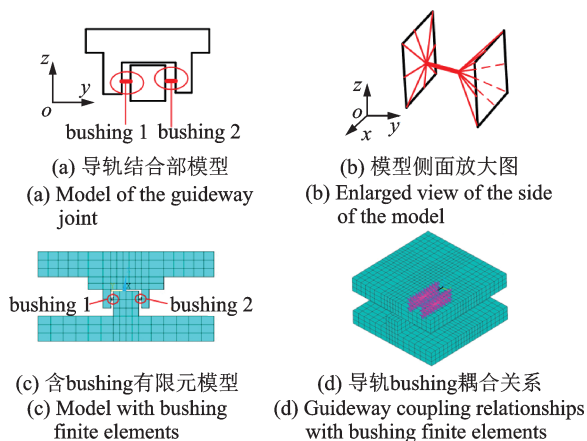 z
y
o
bushing 1 bushing 2
(a) 导轨结合部模型
(a) Model of the guideway
joint
z
x
y
o
(b) 模型侧面放大图
(b) Enlarged view of the side
of the model
x
bushing 1 bushing 2
(c) 含bushing有限元模型
(c) Model with bushing
finite elements
(d) 导轨bushing耦合关系
(d) Guideway coupling relationships
with bushing finite elements